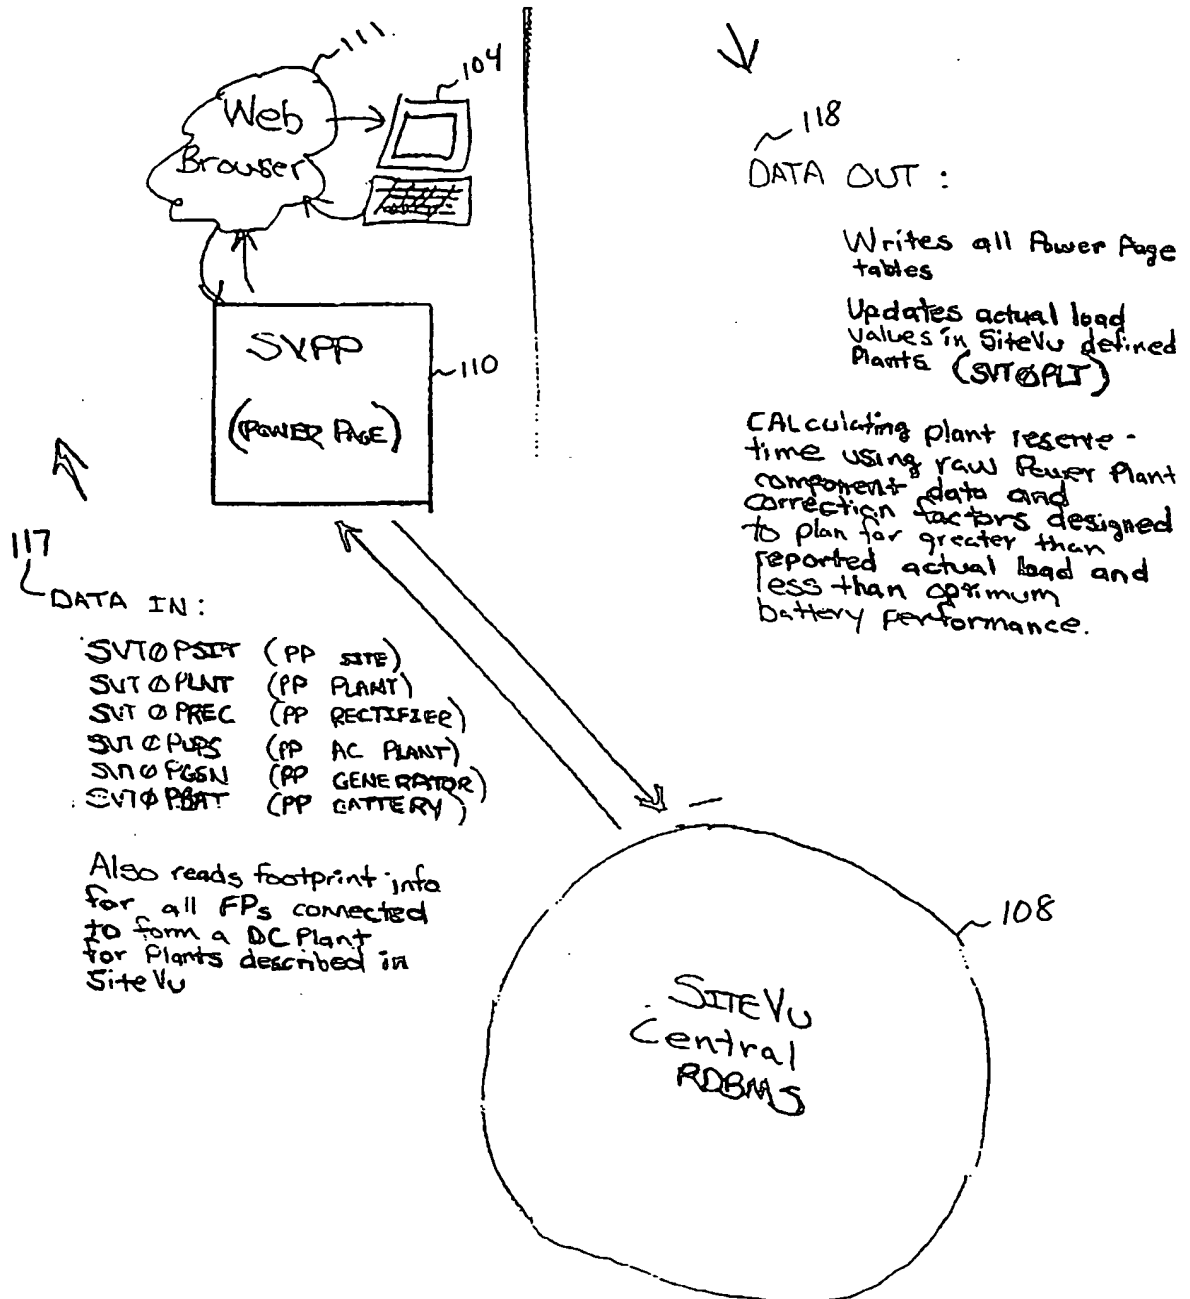 111
104
Web
Browser
SVPP
(POWER PAGE)
110
117
DATA IN:
SVTØPSIT (PP SITE)
SVTØPLNT (PP PLANT)
SVTØPREC (PP RECTIFIER)
SVTØPUPS (PP AC PLANT)
SVTØPGEN (PP GENERATOR)
SVTØPBAT (PP BATTERY)
Also reads footprint info
for all FPs connected
to form a DC Plant
for Plants described in
SiteVu
118
DATA OUT:
Writes all Power Page
tables
Updates actual load
values in SiteVu defined
Plants (SVTØPLT)
CALculating plant reserve-
time using raw Power Plant
component data and
correction factors designed
to plan for greater than
reported actual load and
less than optimum
battery performance.
108
SITEVU
Central
RDBMS